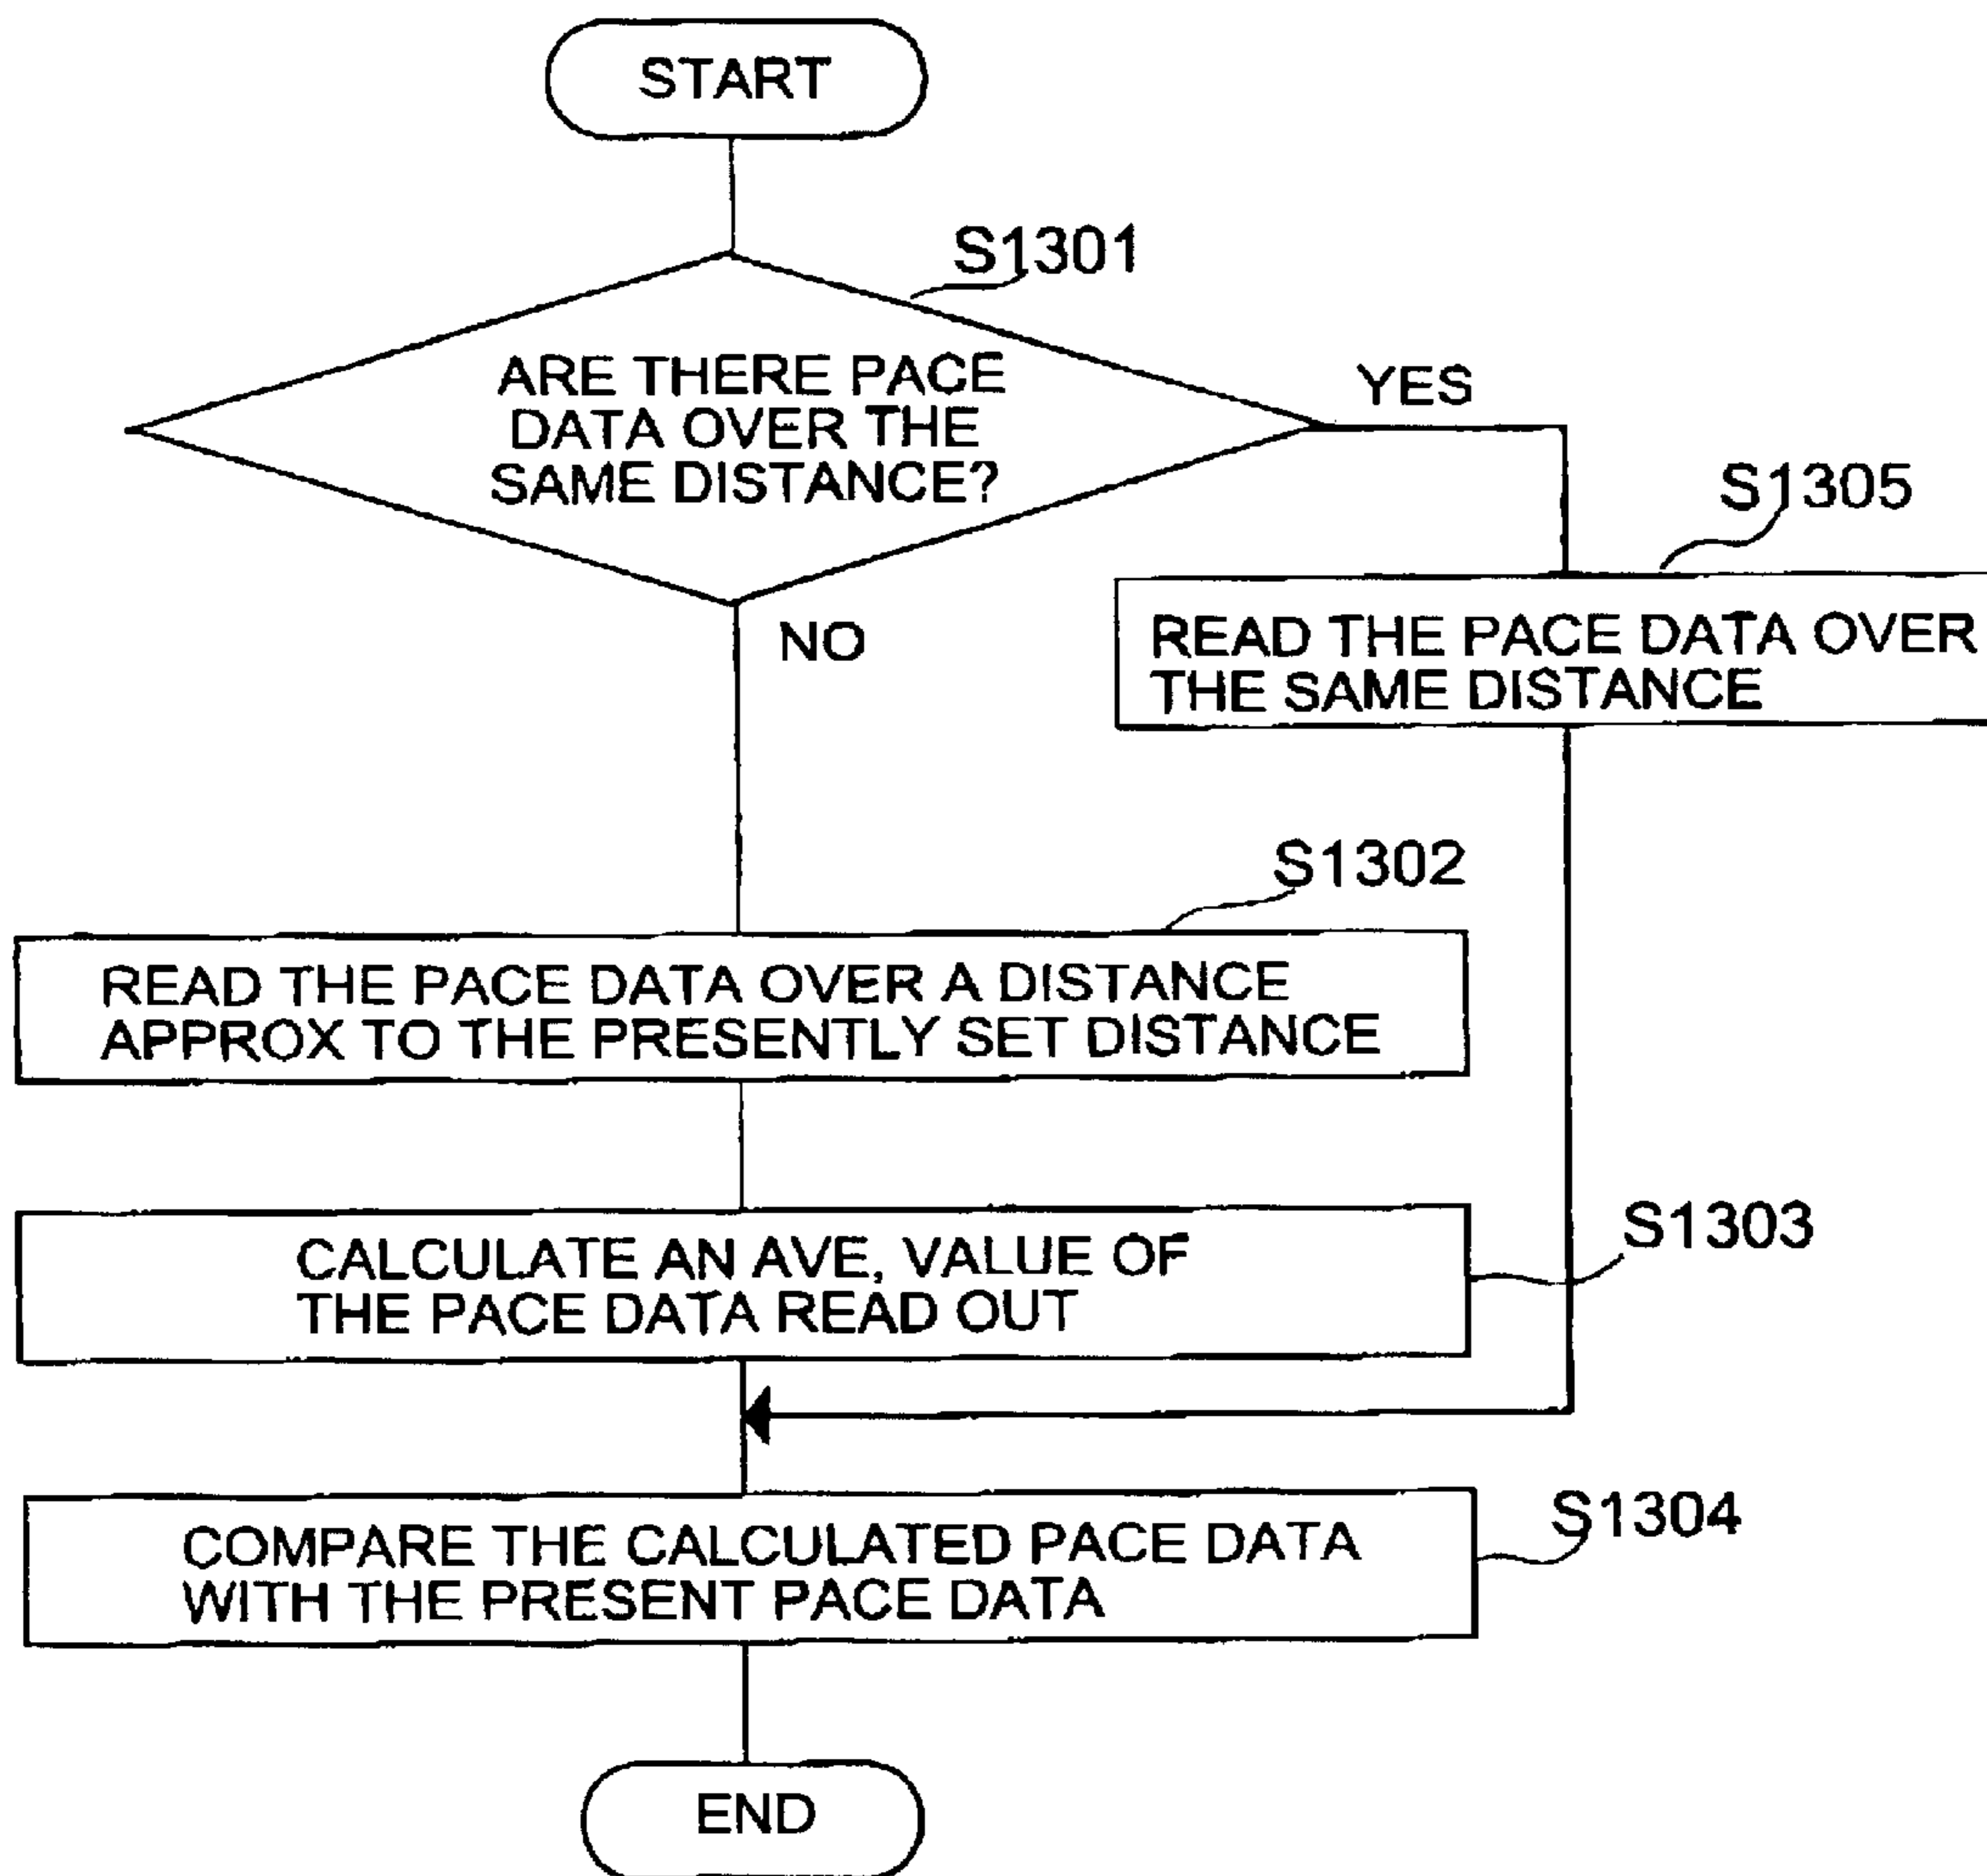 START
S1301
ARE THERE PACE
DATA OVER THE
SAME DISTANCE?
YES
NO
S1305
READ THE PACE DATA OVER
THE SAME DISTANCE
S1302
READ THE PACE DATA OVER A DISTANCE
APPROX TO THE PRESENTLY SET DISTANCE
S1303
CALCULATE AN AVE, VALUE OF
THE PACE DATA READ OUT
S1304
COMPARE THE CALCULATED PACE DATA
WITH THE PRESENT PACE DATA
END